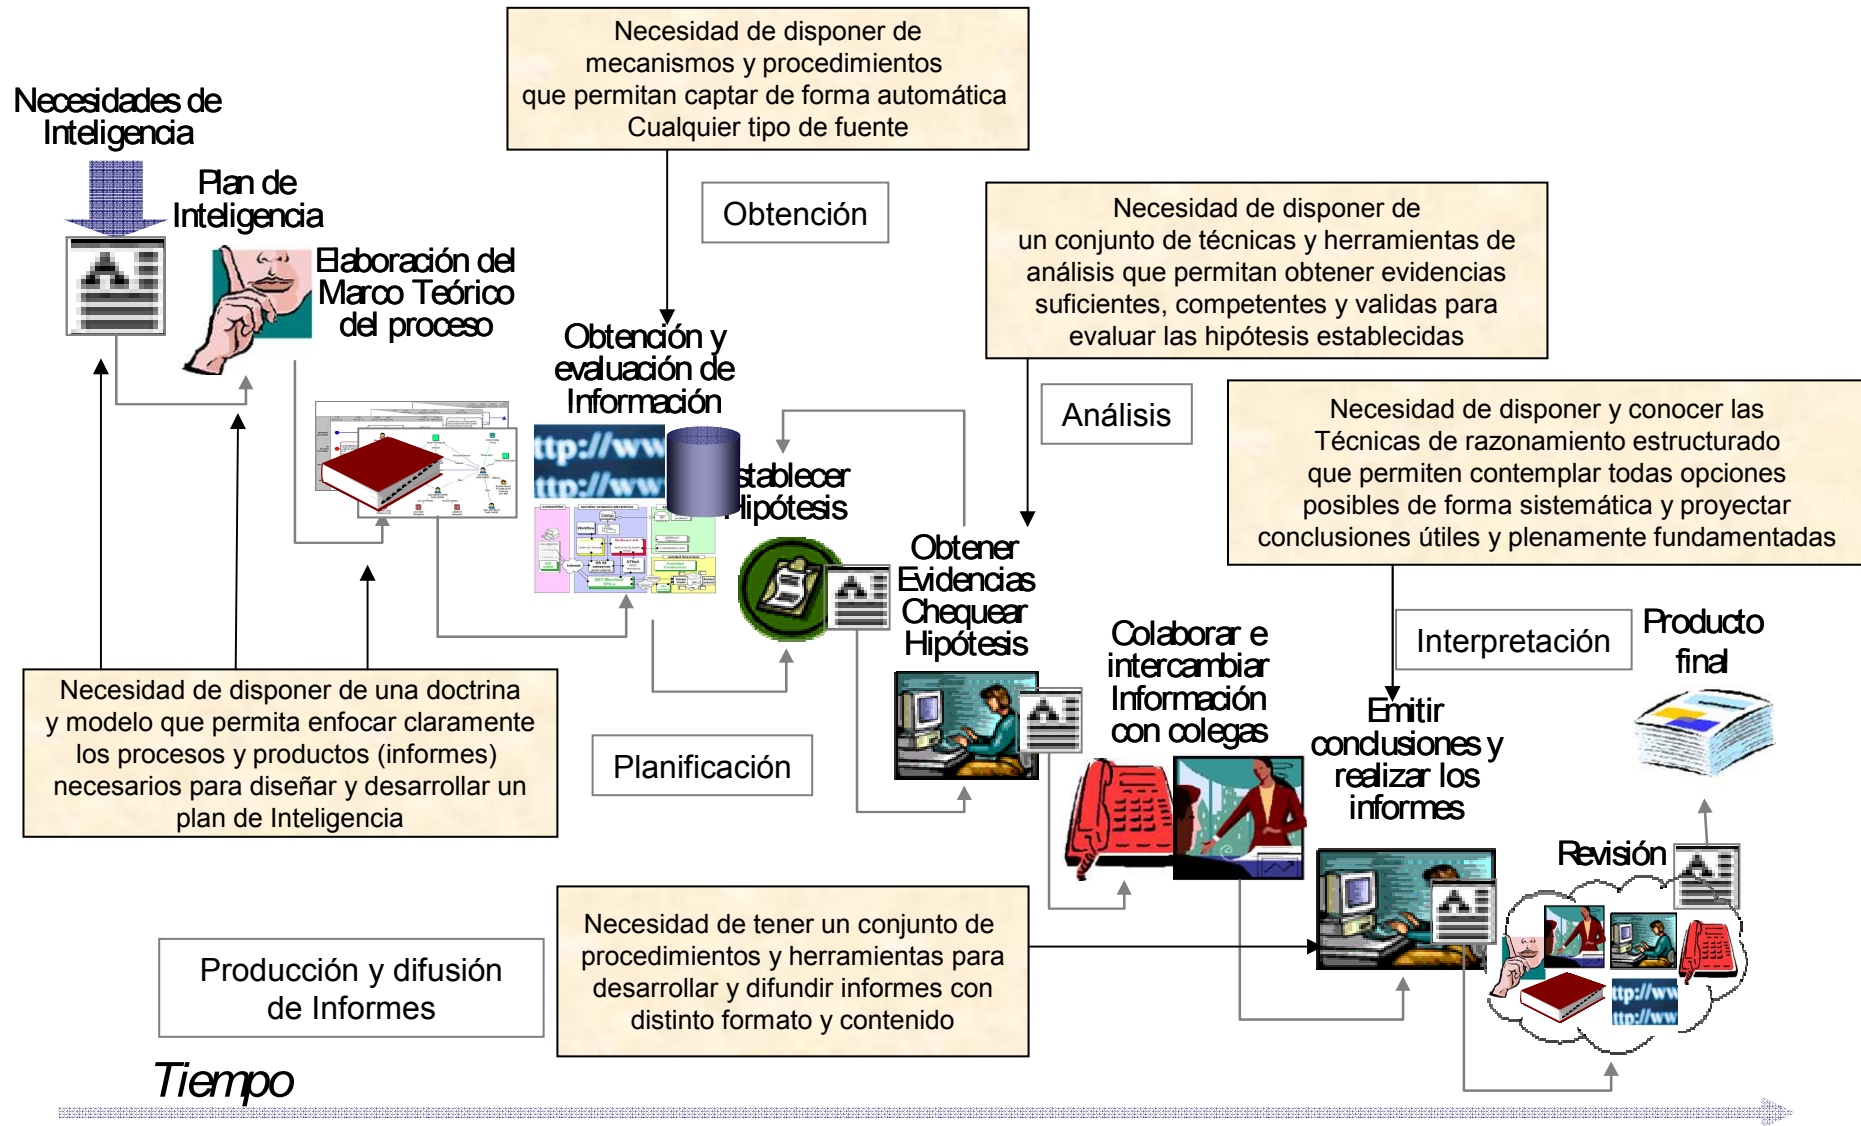 Necesidad de disponer de
mecanismos y procedimientos
que permitan captar de forma automática
Cualquier tipo de fuente
Necesidades de
Inteligencia
Plan de
Inteligencia
Obtención
Elaboración del
Marco Teórico
del proceso
Necesidad de disponer de
un conjunto de técnicas y herramientas de
análisis que permitan obtener evidencias
suficientes, competentes y validas para
evaluar las hipótesis establecidas
Obtención y
evaluación de
Información
ttp://ww
ttp://ww
Análisis
Necesidad de disponer y conocer las
Técnicas de razonamiento estructurado
que permiten contemplar todas opciones
posibles de forma sistemática y proyectar
conclusiones útiles y plenamente fundamentadas
stablecer
Hipótesis
Obtener
Evidencias
Chequear
Hipótesis
Colaborar e
intercambiar
Información
con colegas
Interpretación
Producto
final
Necesidad de disponer de una doctrina
y modelo que permita enfocar claramente
los procesos y productos (informes)
necesarios para diseñar y desarrollar un
plan de Inteligencia
Planificación
Emitir
conclusiones y
realizar los
informes
Revisión
Necesidad de tener un conjunto de
procedimientos y herramientas para
desarrollar y difundir informes con
distinto formato y contenido
Producción y difusión
de Informes
ttp://ww
ttp://ww
Tiempo